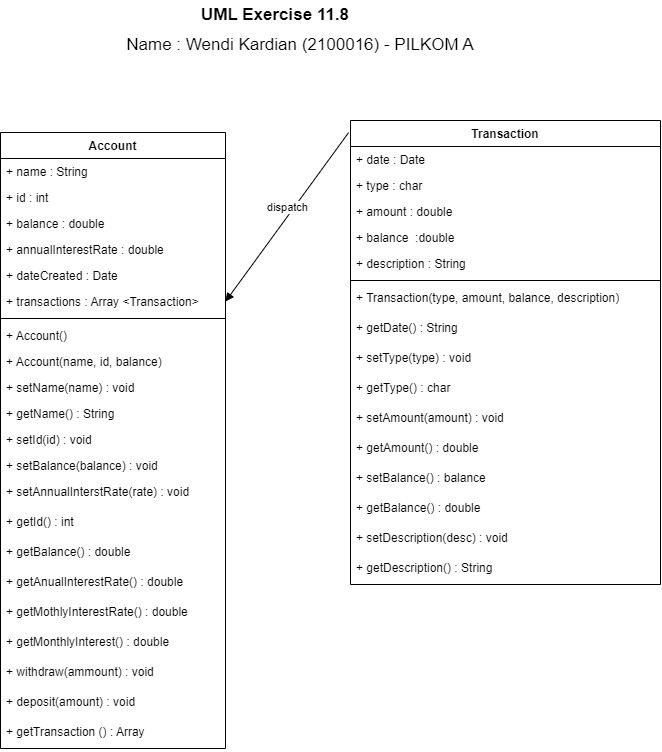 UML Exercise 11.8
Name : Wendi Kardian (2100016) - PILKOM A
Account
+ name : String
+ id : int
+ balance : double
+ annualInterestRate : double
+ dateCreated : Date
+ transactions : Array <Transaction>
+ Account()
+ Account(name, id, balance)
+ setName(name) : void
+ getName() : String
+ setId(id) : void
+ setBalance(balance) : void
+ setAnnualInterstRate(rate) : void
+ getId() : int
+ getBalance() : double
+ getAnualInterestRate() : double
+ getMothlyInterestRate() : double
+ getMonthlyInterest() : double
+ withdraw(ammount) : void
+ deposit(amount) : void
+ getTransaction () : Array
dispatch
Transaction
+ date : Date
+ type : char
+ amount : double
+ balance  :double
+ description : String
+ Transaction(type, amount, balance, description)
+ getDate() : String
+ setType(type) : void
+ getType() : char
+ setAmount(amount) : void
+ getAmount() : double
+ setBalance() : balance
+ getBalance() : double
+ setDescription(desc) : void
+ getDescription() : String